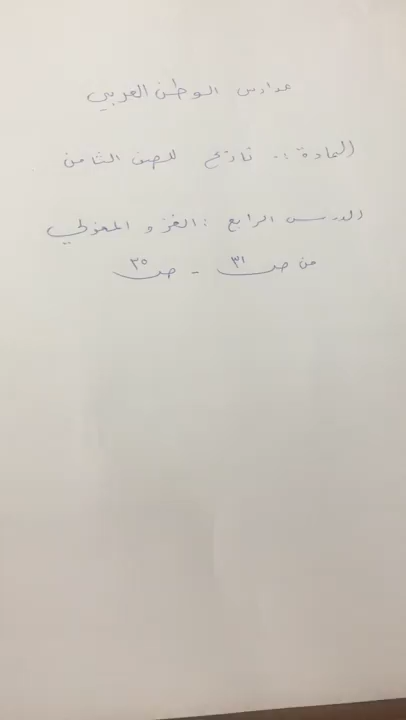 مدارس الوطن العربي
المادة :. تاريخ للصف الثامن
الدرس الرابع : الغزو المغولي
من ص ٣١ - ص ٣٥